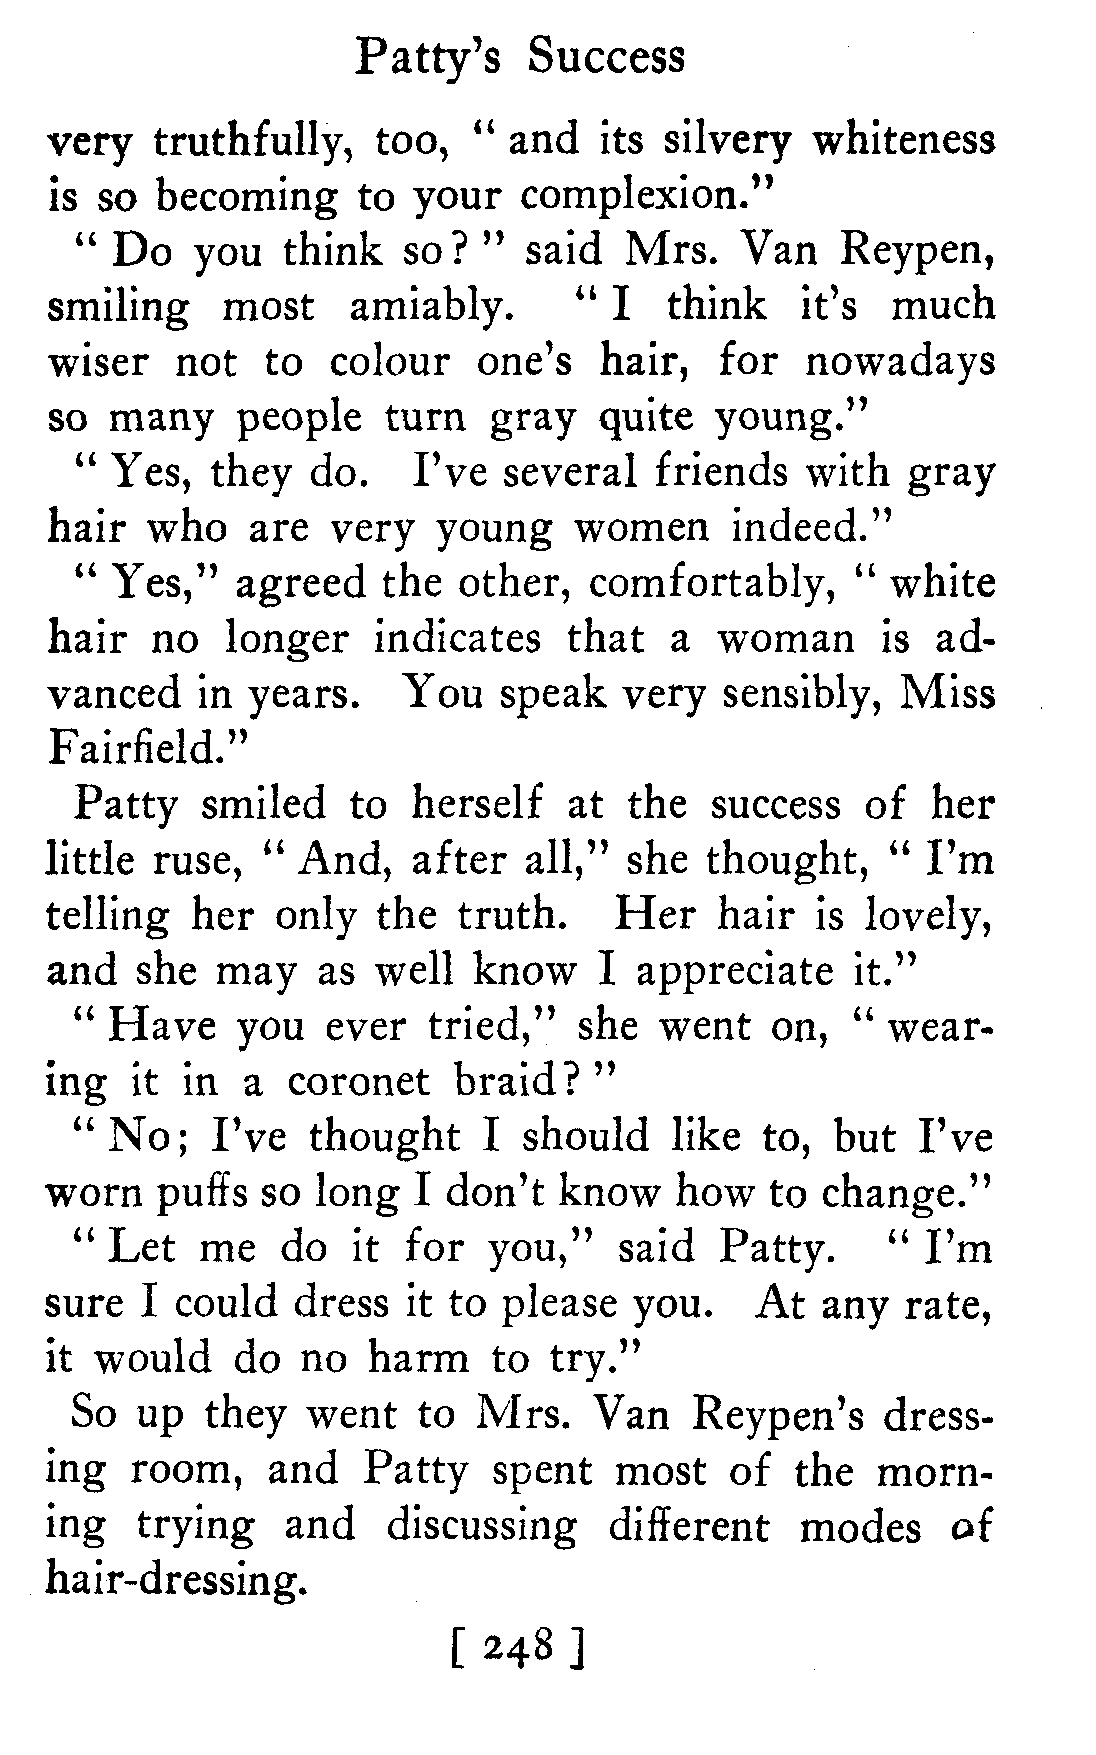 Patty's Success
very truthfully, too, " and its silvery whiteness
is so becoming to your complexion."
" Do you think so? " said Mrs. Van Reypen,
smiling most amiably. " I think it's much
wiser not to colour one's hair, for nowadays
so many people turn gray quite young."
" Yes, they do. I've several friends with gray
hair who are very young women indeed."
" Yes," agreed the other, comfortably, " white
hair no longer indicates that a woman is ad-
vanced in years. You speak very sensibly, Miss
Fairfield."
Patty smiled to herself at the success of her
little ruse, " And, after all," she thought, " I'm
telling her only the truth. Her hair is lovely,
and she may as well know I appreciate it."
" Have you ever tried," she went on, " wear-
ing it in a coronet braid? "
" No; I've thought I should like to, but I've
worn puffs so long I don't know how to change."
" Let me do it for you," said Patty. " I'm
sure I could dress it to please you. At any rate,
it would do no harm to try."
So up they went to Mrs. Van Reypen's dress-
ing room, and Patty spent most of the morn-
ing trying and discussing different modes of
hair-dressing.
[ 248 ]